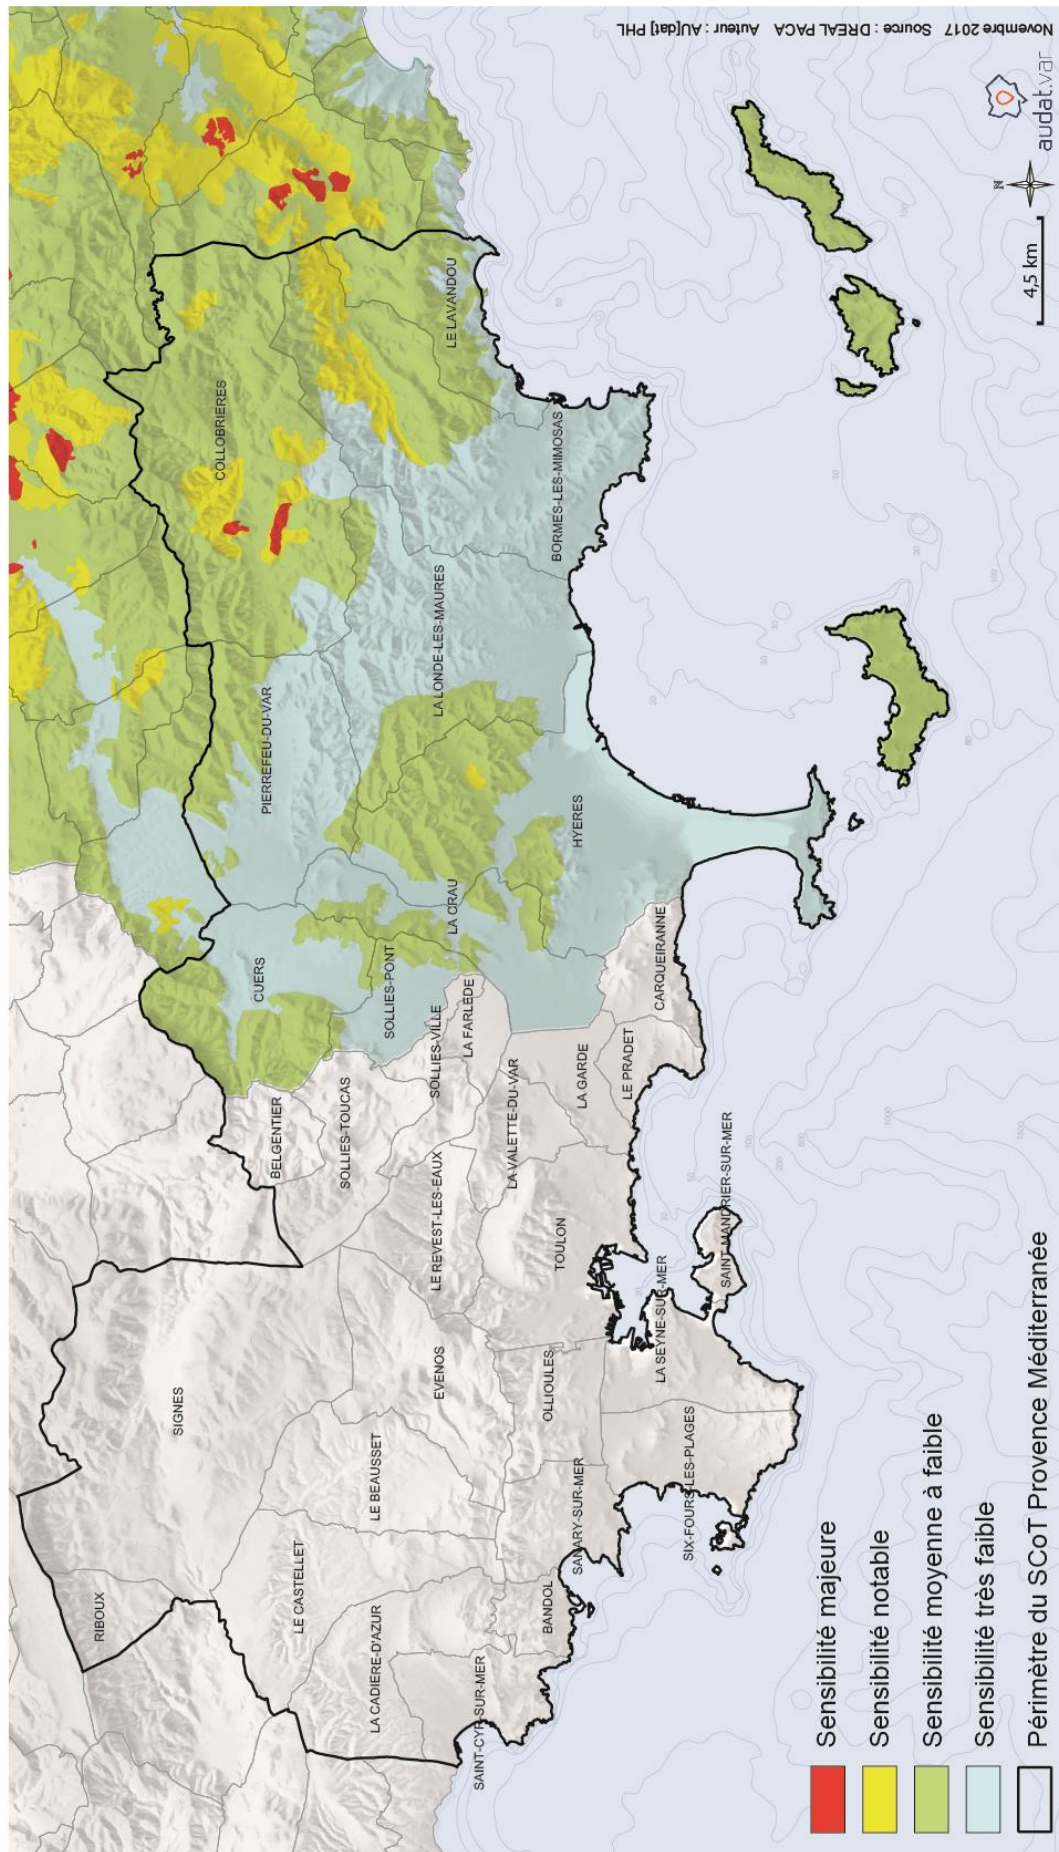 RIBOUX
SIGNES
COLLOBRIERES
CUERS
PIERREFEU-DU-VAR
BELGENTIER
LE CASTELLET
SOLLIES-TOUCAS
LA CADIERE-D'AZUR
LE BEAUSSET
SOLLIES-PONT
EVENOS
LE REVEST-LES-EAUX
SOLLIES-VILLE
LA CRAU
LA LONDE-LES-MAURES
LE LAVANDOU
LA FARLEDE
SAINT-CYR-SUR-MER
LA VALETTE-DU-VAR
BANDOL
OLLIOULES
TOULON
BORMES-LES-MIMOSAS
SANARY-SUR-MER
LA GARDE
HYERES
LE PRADET
LA SEYNE-SUR-MER
CARQUEIRANNE
SIX-FOURS-LES-PLAGES
SAINT-MANDRIER-SUR-MER
Sensibilité majeure
Sensibilité notable
Sensibilité moyenne à faible
Sensibilité très faible
Périmètre du SCoT Provence Méditerranée
N
4,5 km
audat.var
Novembre 2017 Source : DREAL PACA Auteur : AU[dat] PHL